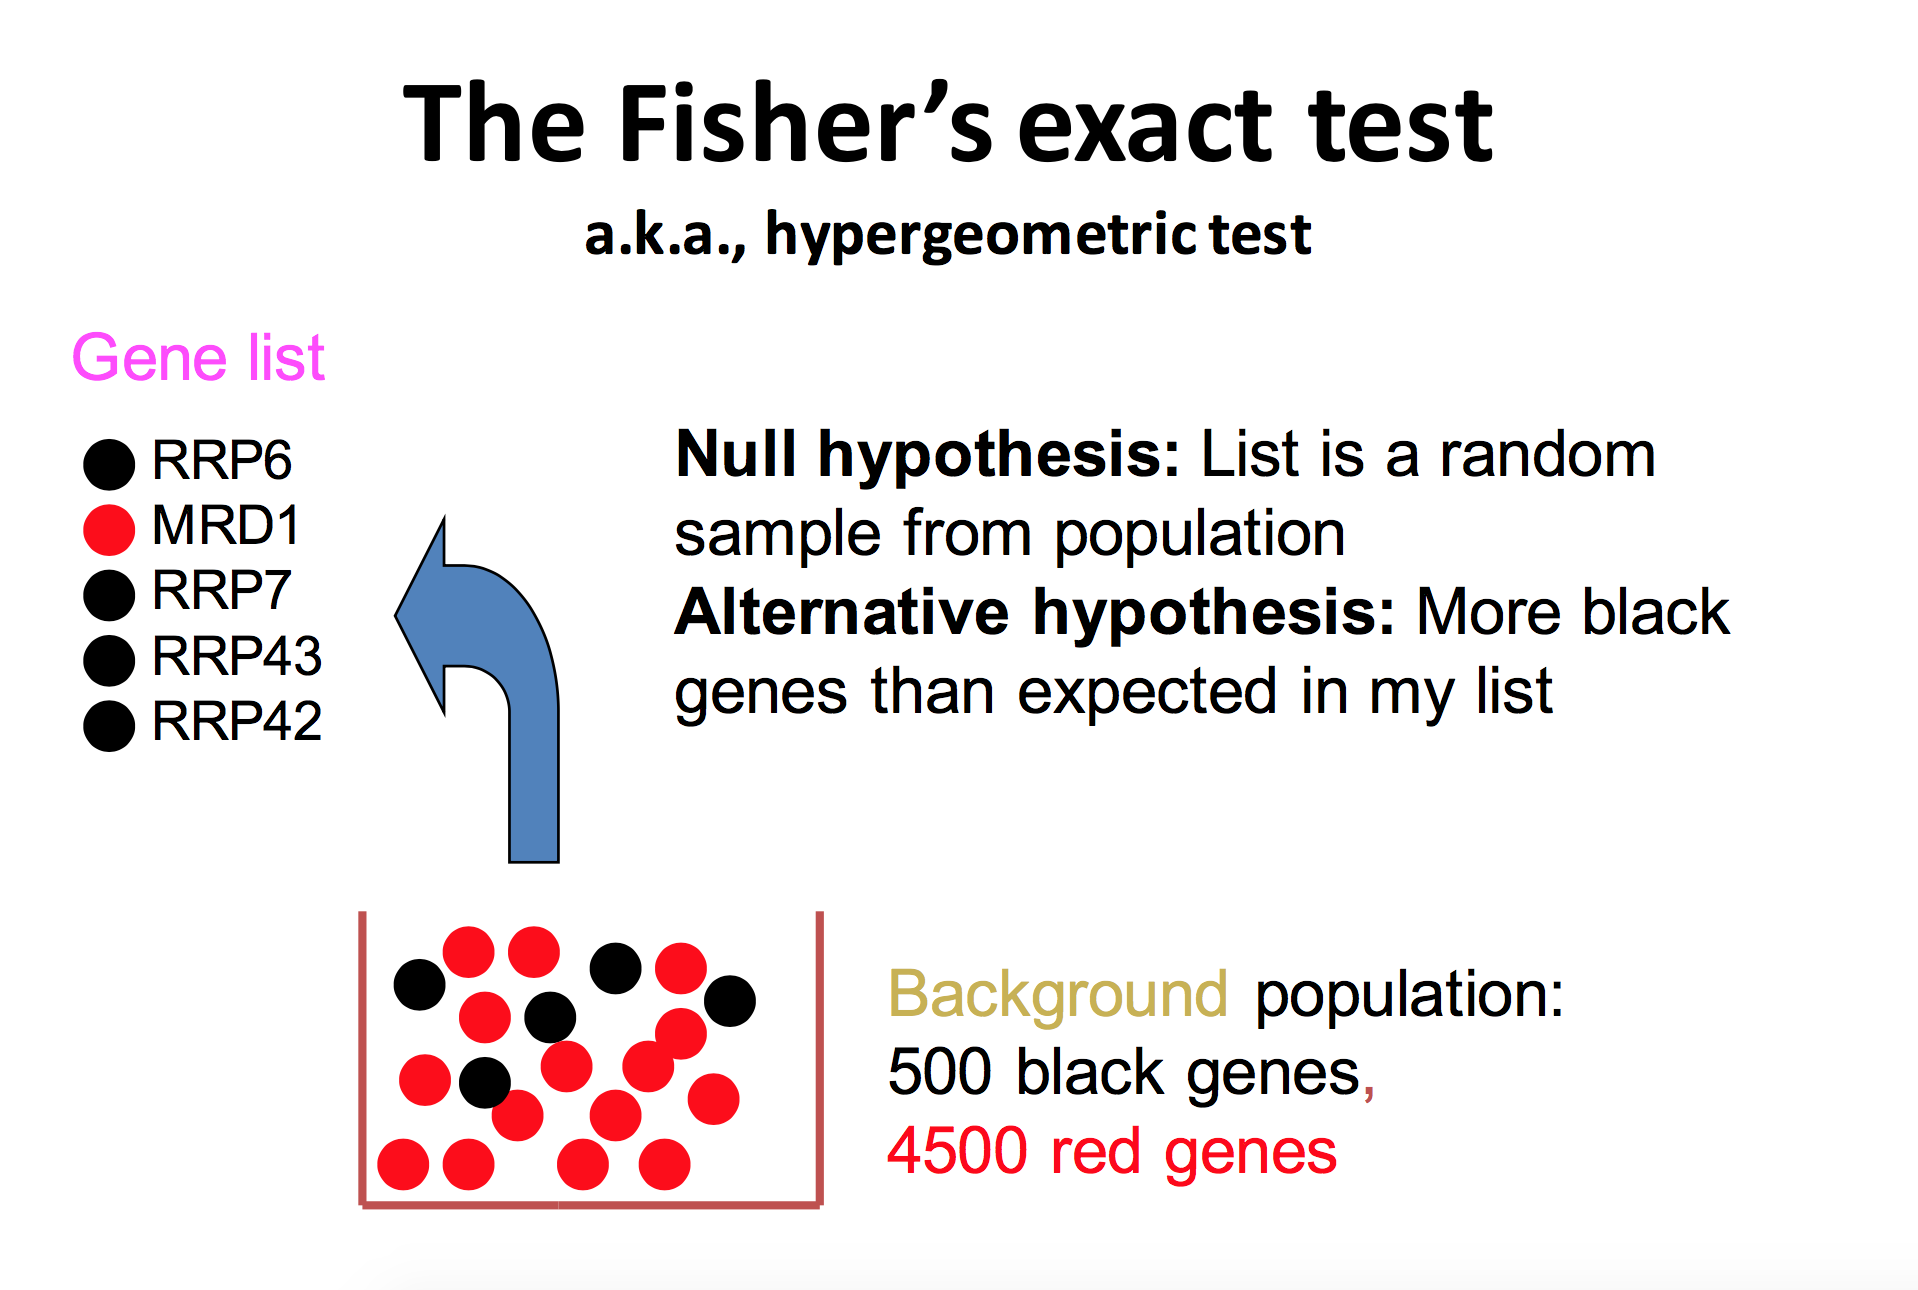 The Fisher’s exact test
a.k.a., hypergeometric test
Gene list
RRP6
MRD1
RRP7
RRP43
RRP42
Null hypothesis: List is a random
sample from population
Alternative hypothesis: More black
genes than expected in my list
Background population:
500 black genes,
4500 red genes